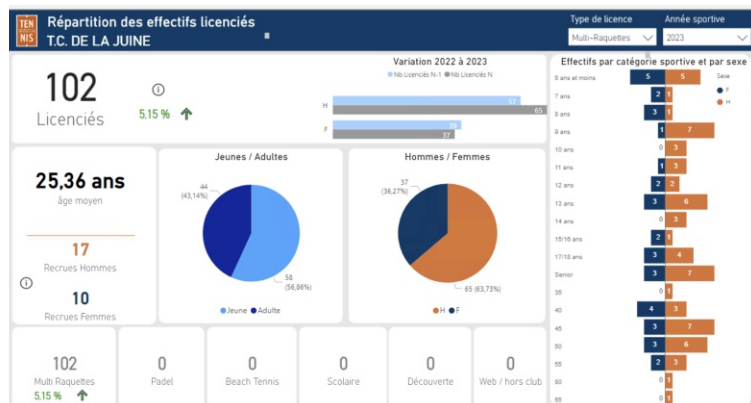 TEN
NIS
Répartition des effectifs licenciés
T.C. DE LA JUINE
Type de licence
Année sportive
Multi-Raquettes
2023
102
Licenciés
5,15 %
Variation 2022 à 2023
Nb Licenciés N-1 Nb Licenciés N
H
57
65
F
39
37
Effectifs par catégorie sportive et par sexe
Sexe
F
H
6 ans et moins 5 5
7 ans 2 1
8 ans 3 1
9 ans 1 7
10 ans 0 3
11 ans 1 3
12 ans 2 2
13 ans 3 6
14 ans 0 3
15/16 ans 2 1
17/18 ans 3 4
Senior 3 7
35 0 1
40 4 3
45 3 7
50 3 6
55 2 3
60 0 1
65 0 1
25,36 ans
âge moyen
17
Recrues Hommes
10
Recrues Femmes
Jeunes / Adultes
44
(43,14%)
58
(56,86%)
Jeune Adulte
Hommes / Femmes
37
(36,27%)
65 (63,73%)
H F
102
Multi Raquettes
5,15 %
0
Padel
0
Beach Tennis
0
Scolaire
0
Découverte
0
Web / hors club